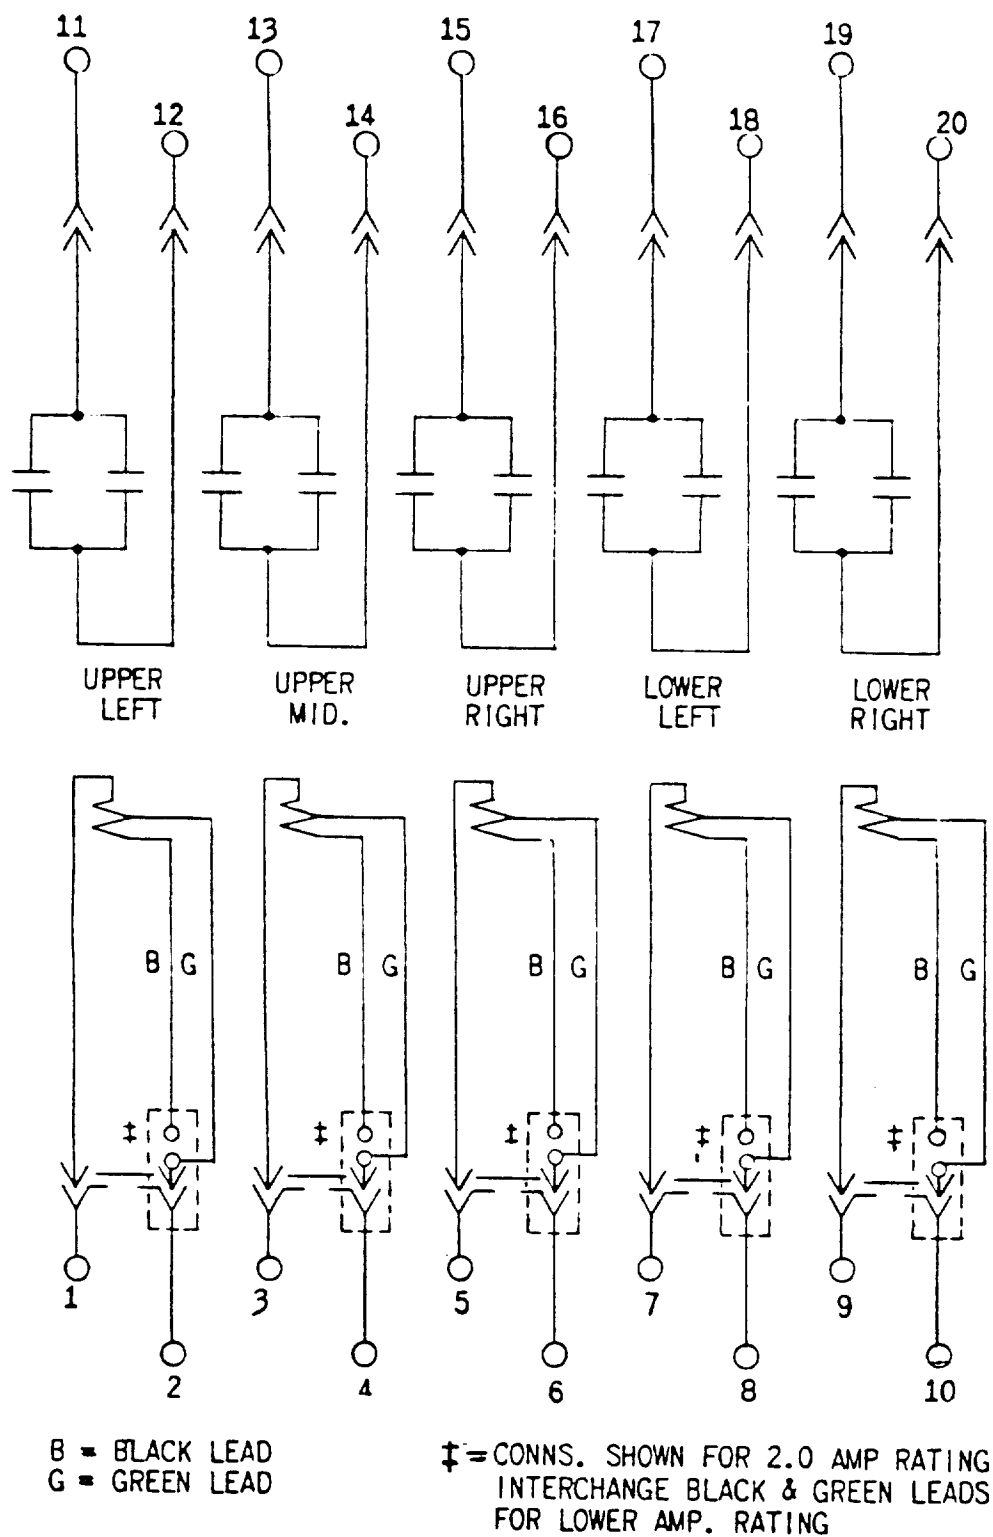 11 13 15 17 19
12 14 16 18 20
UPPER LEFT
UPPER MID.
UPPER RIGHT
LOWER LEFT
LOWER RIGHT
B G B G B G B G B G
‡ ‡ ‡ ‡ ‡
1 3 5 7 9
2 4 6 8 10
B = BLACK LEAD
G = GREEN LEAD
‡ = CONNS. SHOWN FOR 2.0 AMP RATING
INTERCHANGE BLACK & GREEN LEADS
FOR LOWER AMP. RATING